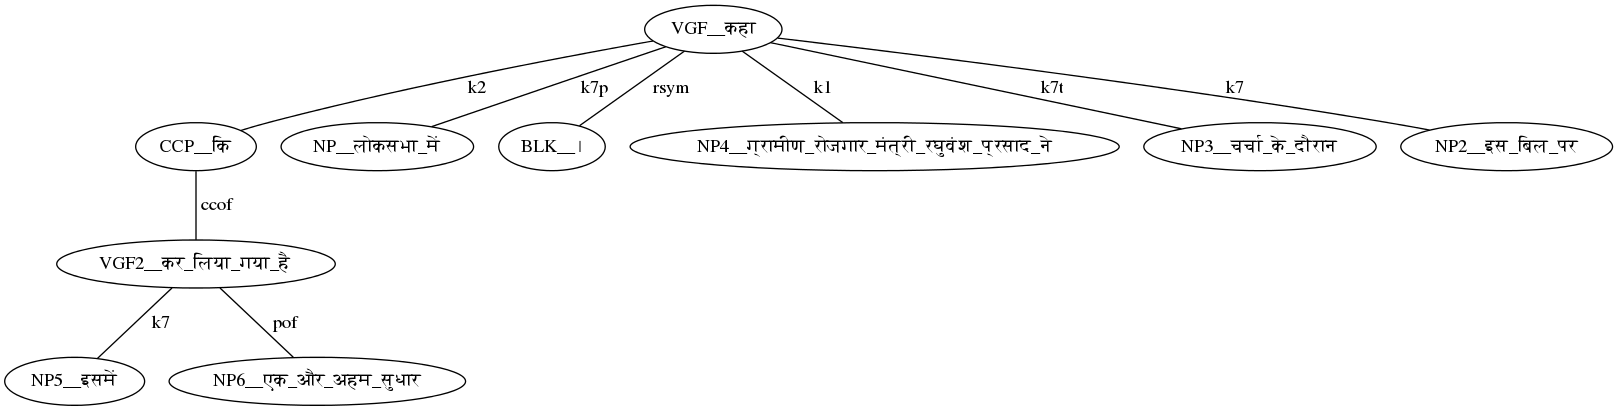 VGF__कहा
k2
k7p
rsym
k1
k7t
k7
CCP__कि
NP__लोकसभा_में
BLK__।
NP4__ग्रामीण_रोजगार_मंत्री_रघुवंश_प्रसाद_ने
NP3__चर्चा_के_दौरान
NP2__इस_बिल_पर
ccof
VGF2__कर_लिया_गया_है
k7
pof
NP5__इसमें
NP6__एक_और_अहम_सुधार